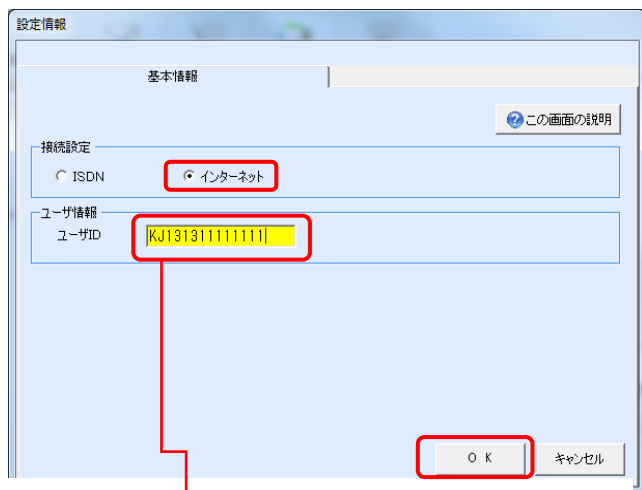 設定情報
基本情報
この画面の説明
接続設定
ISDN
インターネット
ユーザ情報
ユーザID
KJ131311111111
OK
キャンセル